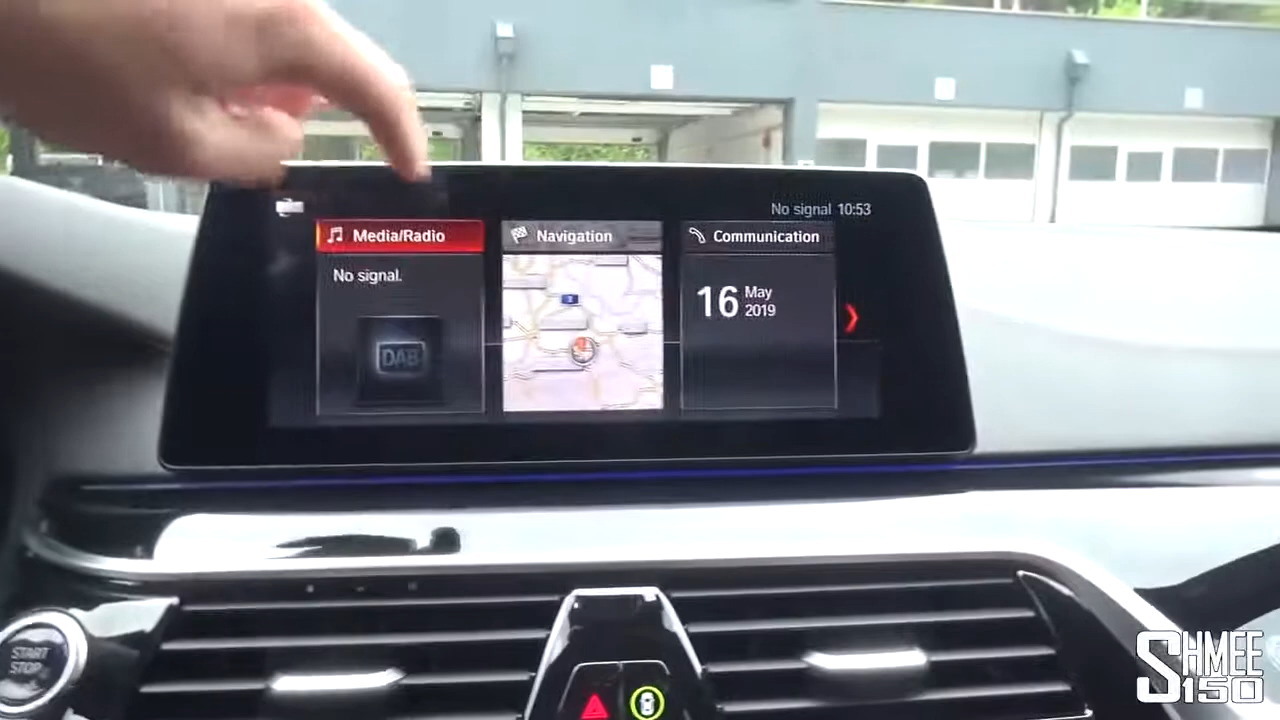 No signal 10:53
Media/Radio
Navigation
Communication
No signal.
16 May
2019
DAB
START
STOP
SHMEE
150